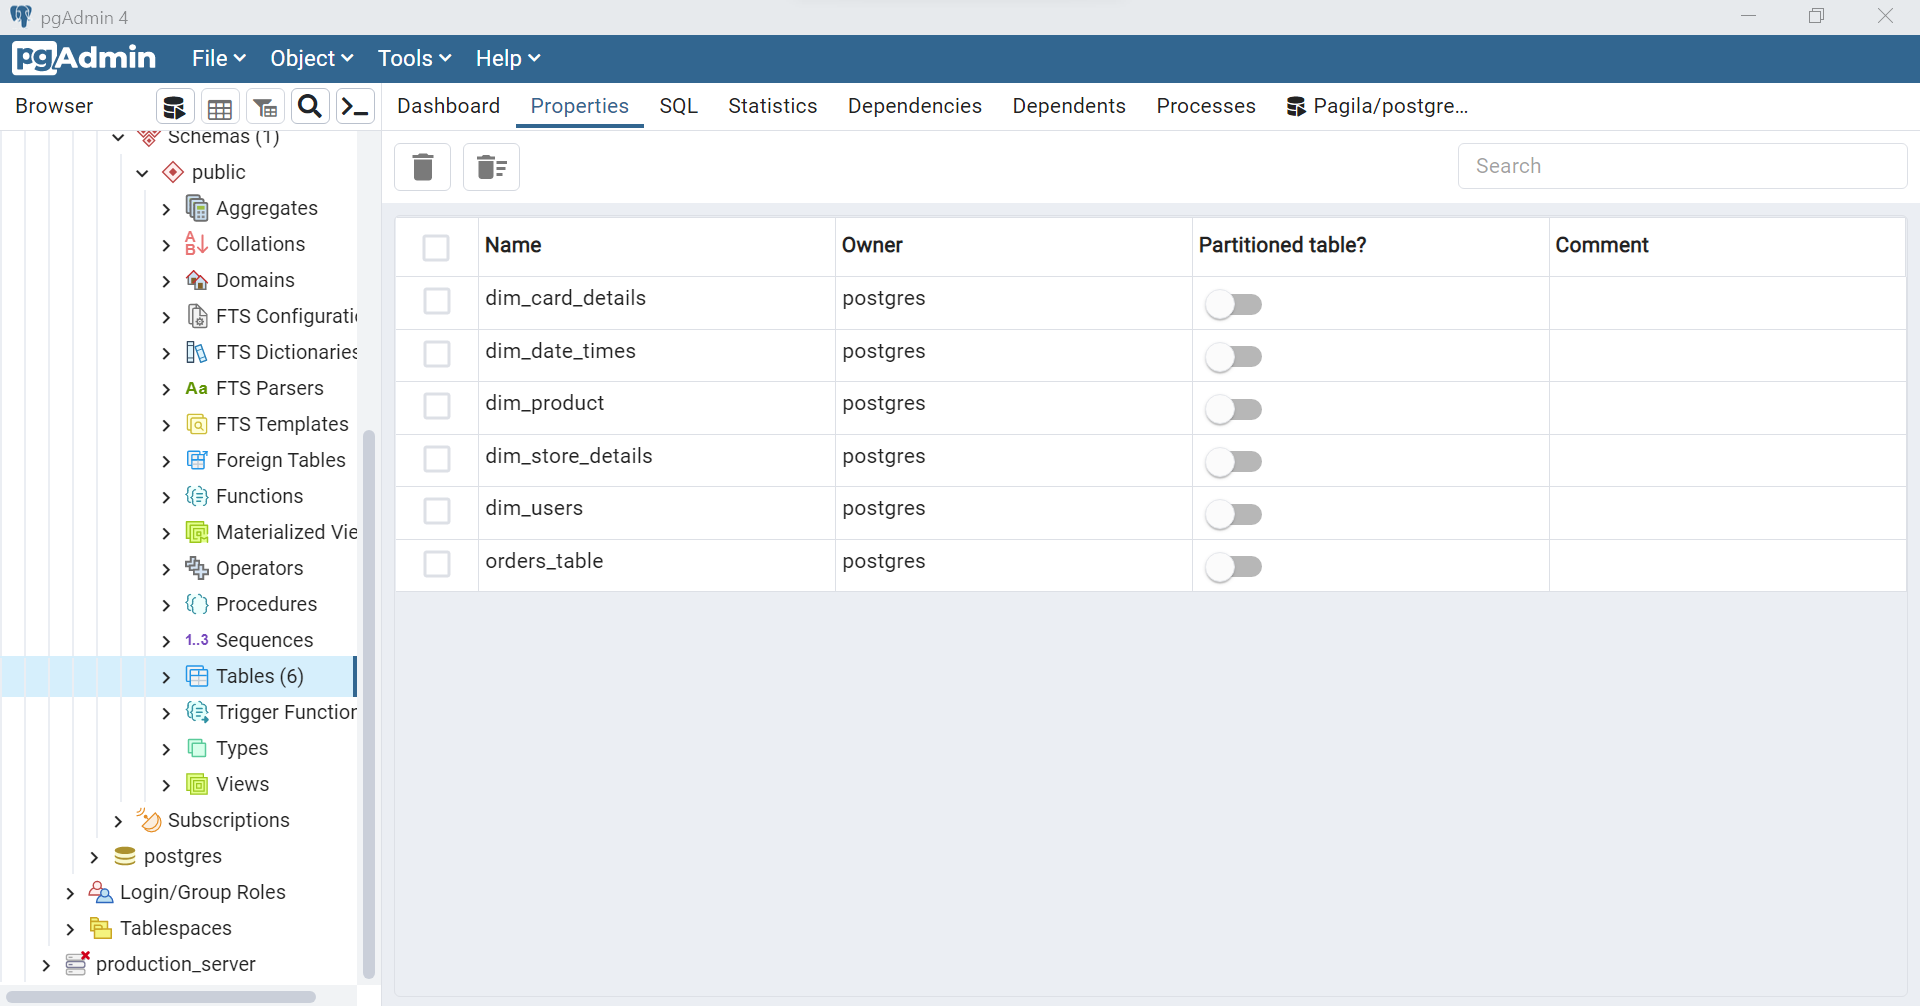 pgAdmin 4
pgAdmin File Object Tools Help
Browser
Dashboard Properties SQL Statistics Dependencies Dependents Processes Pagila/postgre...
Search
Schemas (1)
public
Aggregates
Collations
Domains
FTS Configurati
FTS Dictionaries
Aa FTS Parsers
FTS Templates
Foreign Tables
Functions
Materialized Vie
Operators
Procedures
1..3 Sequences
Tables (6)
Trigger Function
Types
Views
Subscriptions
postgres
Login/Group Roles
Tablespaces
production_server
Name Owner Partitioned table? Comment
dim_card_details postgres
dim_date_times postgres
dim_product postgres
dim_store_details postgres
dim_users postgres
orders_table postgres